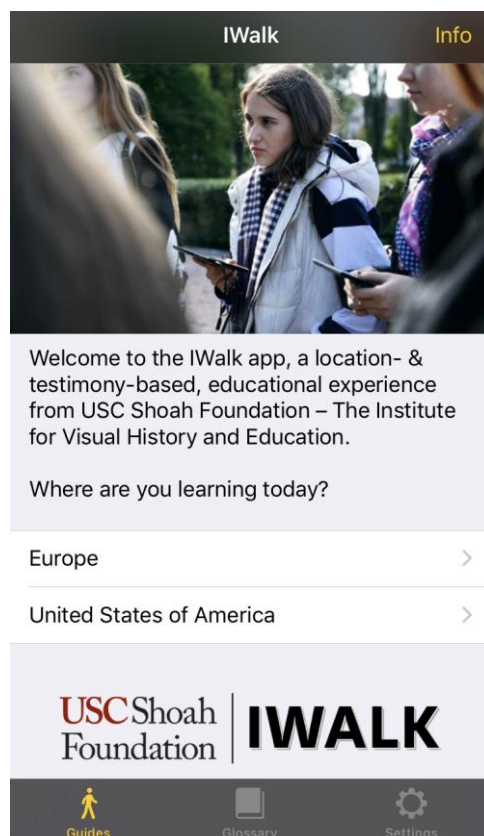 IWalk
Info
Welcome to the IWalk app, a location- &
testimony-based, educational experience
from USC Shoah Foundation – The Institute
for Visual History and Education.
Where are you learning today?
Europe
United States of America
USC Shoah
Foundation
IWALK
Guides
Glossary
Settings